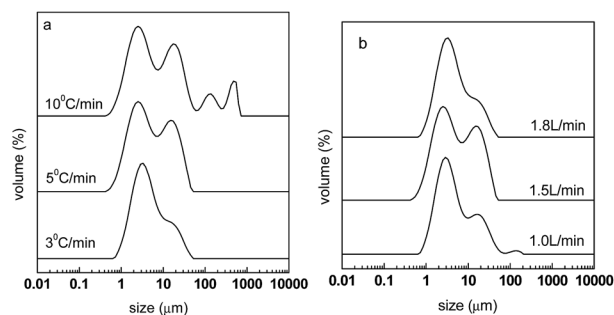 a
volume (%)
10⁰C/min
5⁰C/min
3⁰C/min
0.01 0.1 1 10 100 1000 10000
size (μm)
b
volume (%)
1.8L/min
1.5L/min
1.0L/min
0.01 0.1 1 10 100 1000 10000
size (μm)